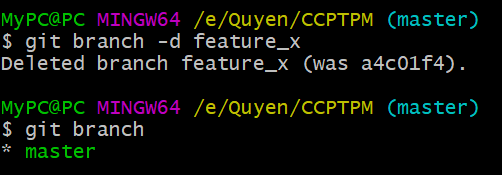 MyPC@PC MINGW64 /e/Quyen/CCPTPM (master)
$ git branch -d feature_x
Deleted branch feature_x (was a4c01f4).
MyPC@PC MINGW64 /e/Quyen/CCPTPM (master)
$ git branch
* master